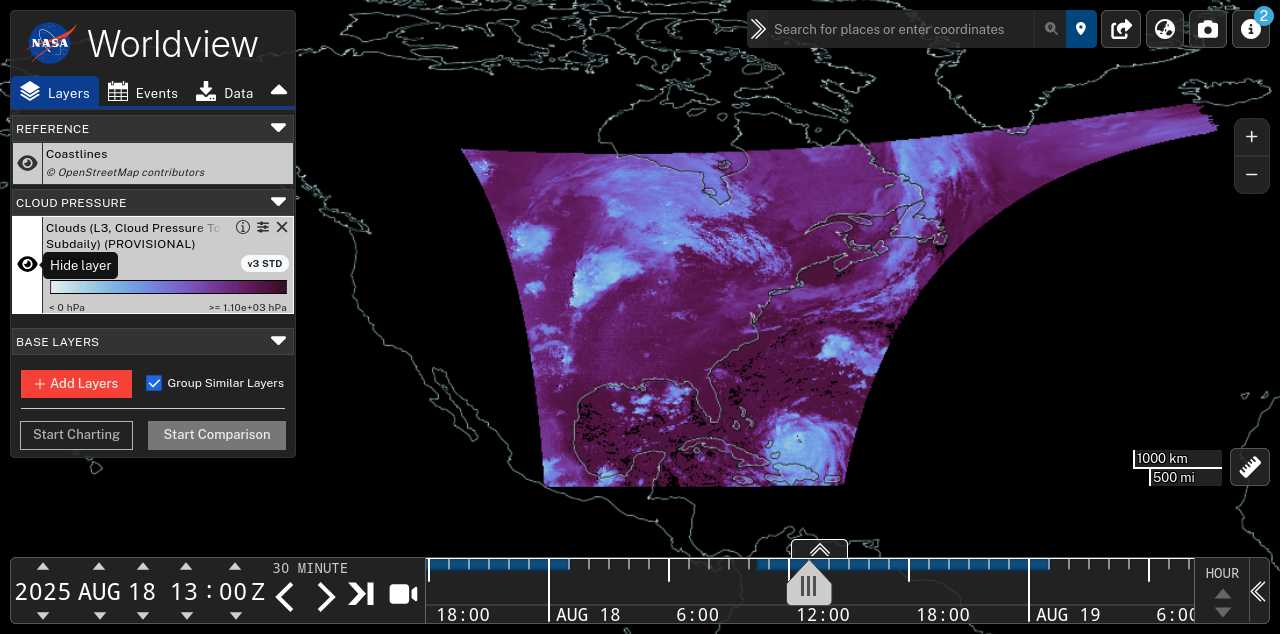 NASA
Worldview
Layers
Events
Data
REFERENCE
Coastlines
© OpenStreetMap contributors
CLOUD PRESSURE
Clouds (L3, Cloud Pressure To
Subdaily) (PROVISIONAL)
Hide layer
v3 STD
< 0 hPa
>= 1.10e+03 hPa
BASE LAYERS
+ Add Layers
Group Similar Layers
Start Charting
Start Comparison
Search for places or enter coordinates
2
+
−
1000 km
500 mi
2025 AUG 18 13 : 00 Z
30 MINUTE
18:00
AUG 18
6:00
12:00
18:00
AUG 19
6:00
HOUR